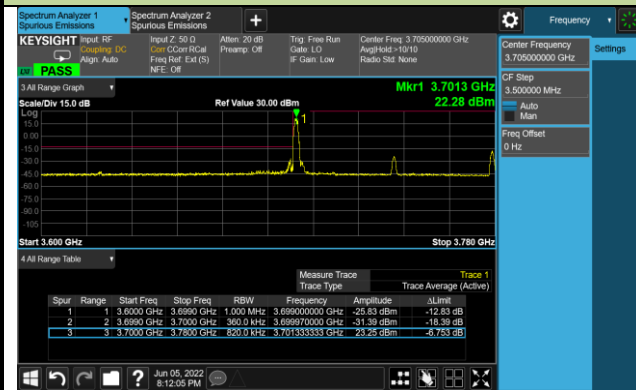 Spectrum Analyzer 1
Spurious Emissions
Spectrum Analyzer 2
Spurious Emissions
+
Frequency
KEYSIGHT
Input: RF
Coupling: DC
Align: Auto
Input Z: 50 Ω
Corr CCorr RCal
Freq Ref: Ext (S)
NFE: Off
Atten: 20 dB
Preamp: Off
Trig: Free Run
Gate: LO
IF Gain: Low
Center Freq: 3.705000000 GHz
Avg|Hold:>10/10
Radio Std: None
PASS
Center Frequency
3.705000000 GHz
Settings
CF Step
3.500000 MHz
Auto
Man
Freq Offset
0 Hz
3 All Range Graph
Mkr1 3.7013 GHz
Scale/Div 15.0 dB
Ref Value 30.00 dBm
22.28 dBm
Log
15.0
0.00
-15.0
-30.0
-45.0
-60.0
-75.0
-90.0
-105
1
Start 3.600 GHz
Stop 3.780 GHz
4 All Range Table
Measure Trace Trace 1
Trace Type Trace Average (Active)
Spur Range Start Freq Stop Freq RBW Frequency Amplitude ΔLimit
1 1 3.6000 GHz 3.6990 GHz 1.000 MHz 3.699000000 GHz -25.83 dBm -12.83 dB
2 2 3.6990 GHz 3.7000 GHz 360.0 kHz 3.699970000 GHz -31.39 dBm -18.39 dB
3 3 3.7000 GHz 3.7800 GHz 820.0 kHz 3.701333333 GHz 23.25 dBm -6.753 dB
?
Jun 05, 2022
8:12:05 PM